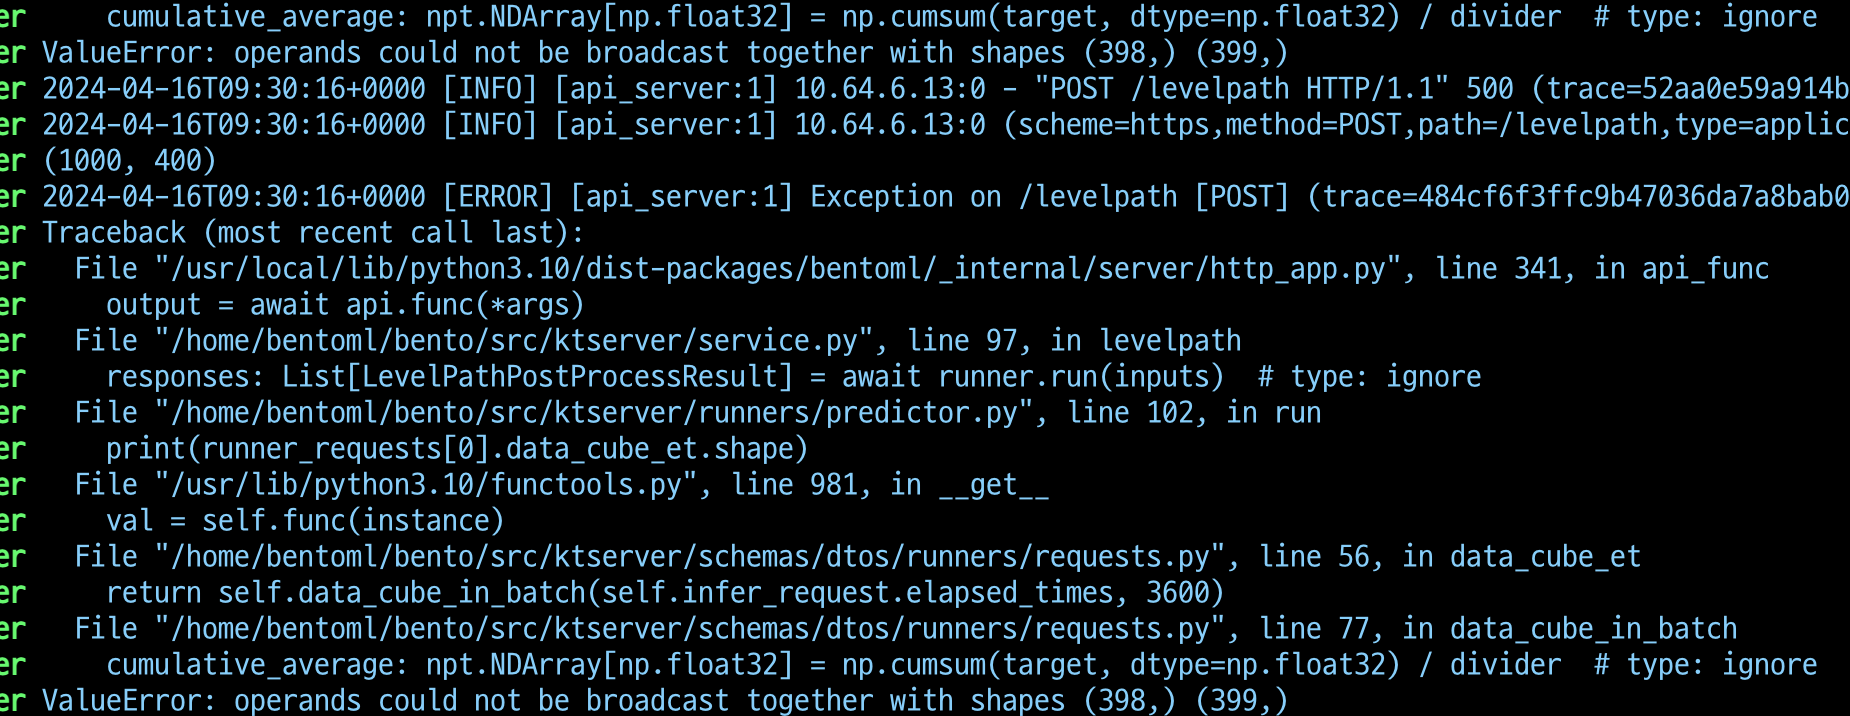 er     cumulative_average: npt.NDArray[np.float32] = np.cumsum(target, dtype=np.float32) / divider  # type: ignore
er ValueError: operands could not be broadcast together with shapes (398,) (399,)
er 2024-04-16T09:30:16+0000 [INFO] [api_server:1] 10.64.6.13:0 - "POST /levelpath HTTP/1.1" 500 (trace=52aa0e59a914b
er 2024-04-16T09:30:16+0000 [INFO] [api_server:1] 10.64.6.13:0 (scheme=https,method=POST,path=/levelpath,type=applic
er (1000, 400)
er 2024-04-16T09:30:16+0000 [ERROR] [api_server:1] Exception on /levelpath [POST] (trace=484cf6f3ffc9b47036da7a8bab0
er Traceback (most recent call last):
er   File "/usr/local/lib/python3.10/dist-packages/bentoml/_internal/server/http_app.py", line 341, in api_func
er     output = await api.func(*args)
er   File "/home/bentoml/bento/src/ktserver/service.py", line 97, in levelpath
er     responses: List[LevelPathPostProcessResult] = await runner.run(inputs)  # type: ignore
er   File "/home/bentoml/bento/src/ktserver/runners/predictor.py", line 102, in run
er     print(runner_requests[0].data_cube_et.shape)
er   File "/usr/lib/python3.10/functools.py", line 981, in __get__
er     val = self.func(instance)
er   File "/home/bentoml/bento/src/ktserver/schemas/dtos/runners/requests.py", line 56, in data_cube_et
er     return self.data_cube_in_batch(self.infer_request.elapsed_times, 3600)
er   File "/home/bentoml/bento/src/ktserver/schemas/dtos/runners/requests.py", line 77, in data_cube_in_batch
er     cumulative_average: npt.NDArray[np.float32] = np.cumsum(target, dtype=np.float32) / divider  # type: ignore
er ValueError: operands could not be broadcast together with shapes (398,) (399,)